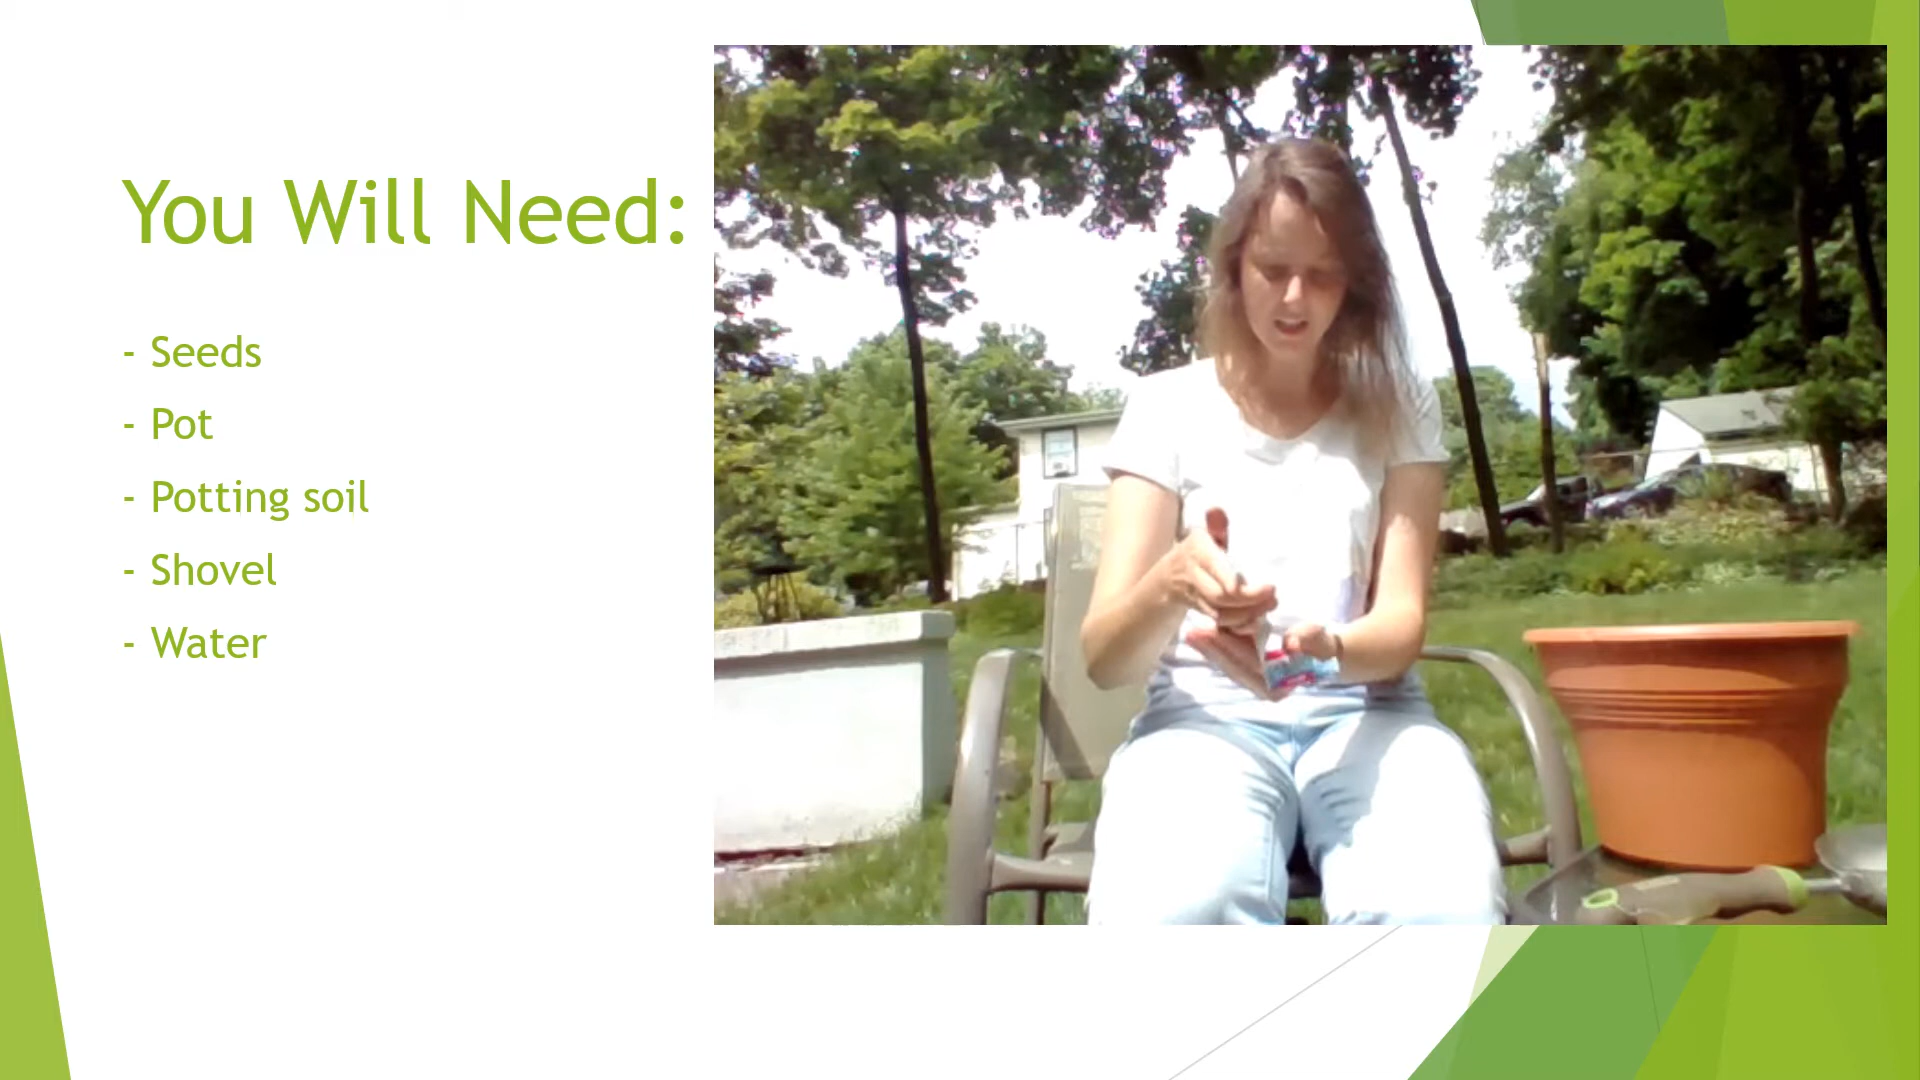 You Will Need:
- Seeds
- Pot
- Potting soil
- Shovel
- Water